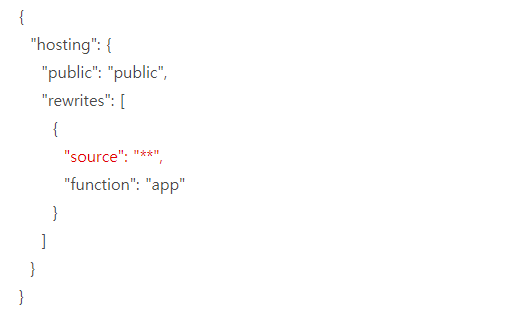 {
"hosting": {
"public": "public",
"rewrites": [
{
"source": "**",
"function": "app"
}
]
}
}